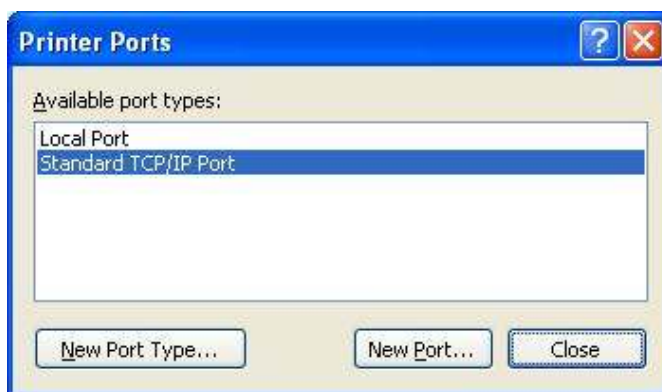 Printer Ports
Available port types:
Local Port
Standard TCP/IP Port
New Port Type...
New Port...
Close